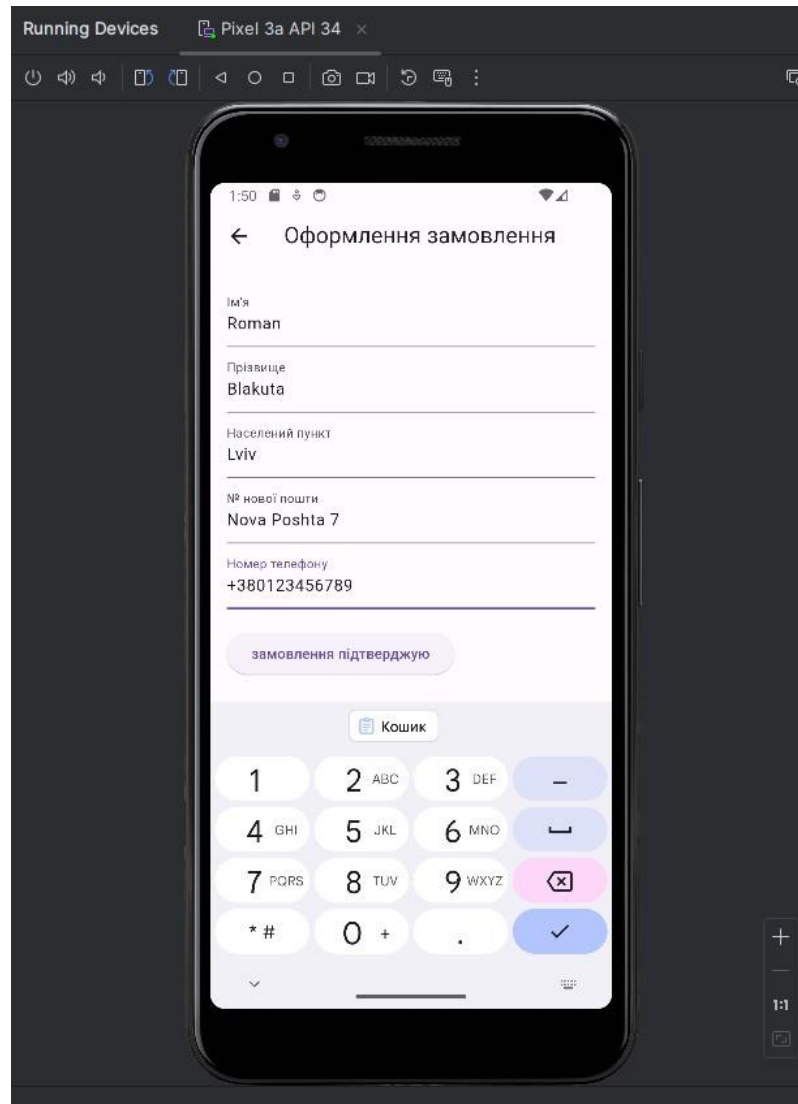 Running Devices Pixel 3a API 34
1:50
Оформлення замовлення
Ім'я
Roman
Прізвище
Blakuta
Населений пункт
Lviv
№ нової пошти
Nova Poshta 7
Номер телефону
+380123456789
замовлення підтверджую
Кошик
1 2 ABC 3 DEF –
4 GHI 5 JKL 6 MNO
7 PQRS 8 TUV 9 WXYZ
* # 0 + .
1:1